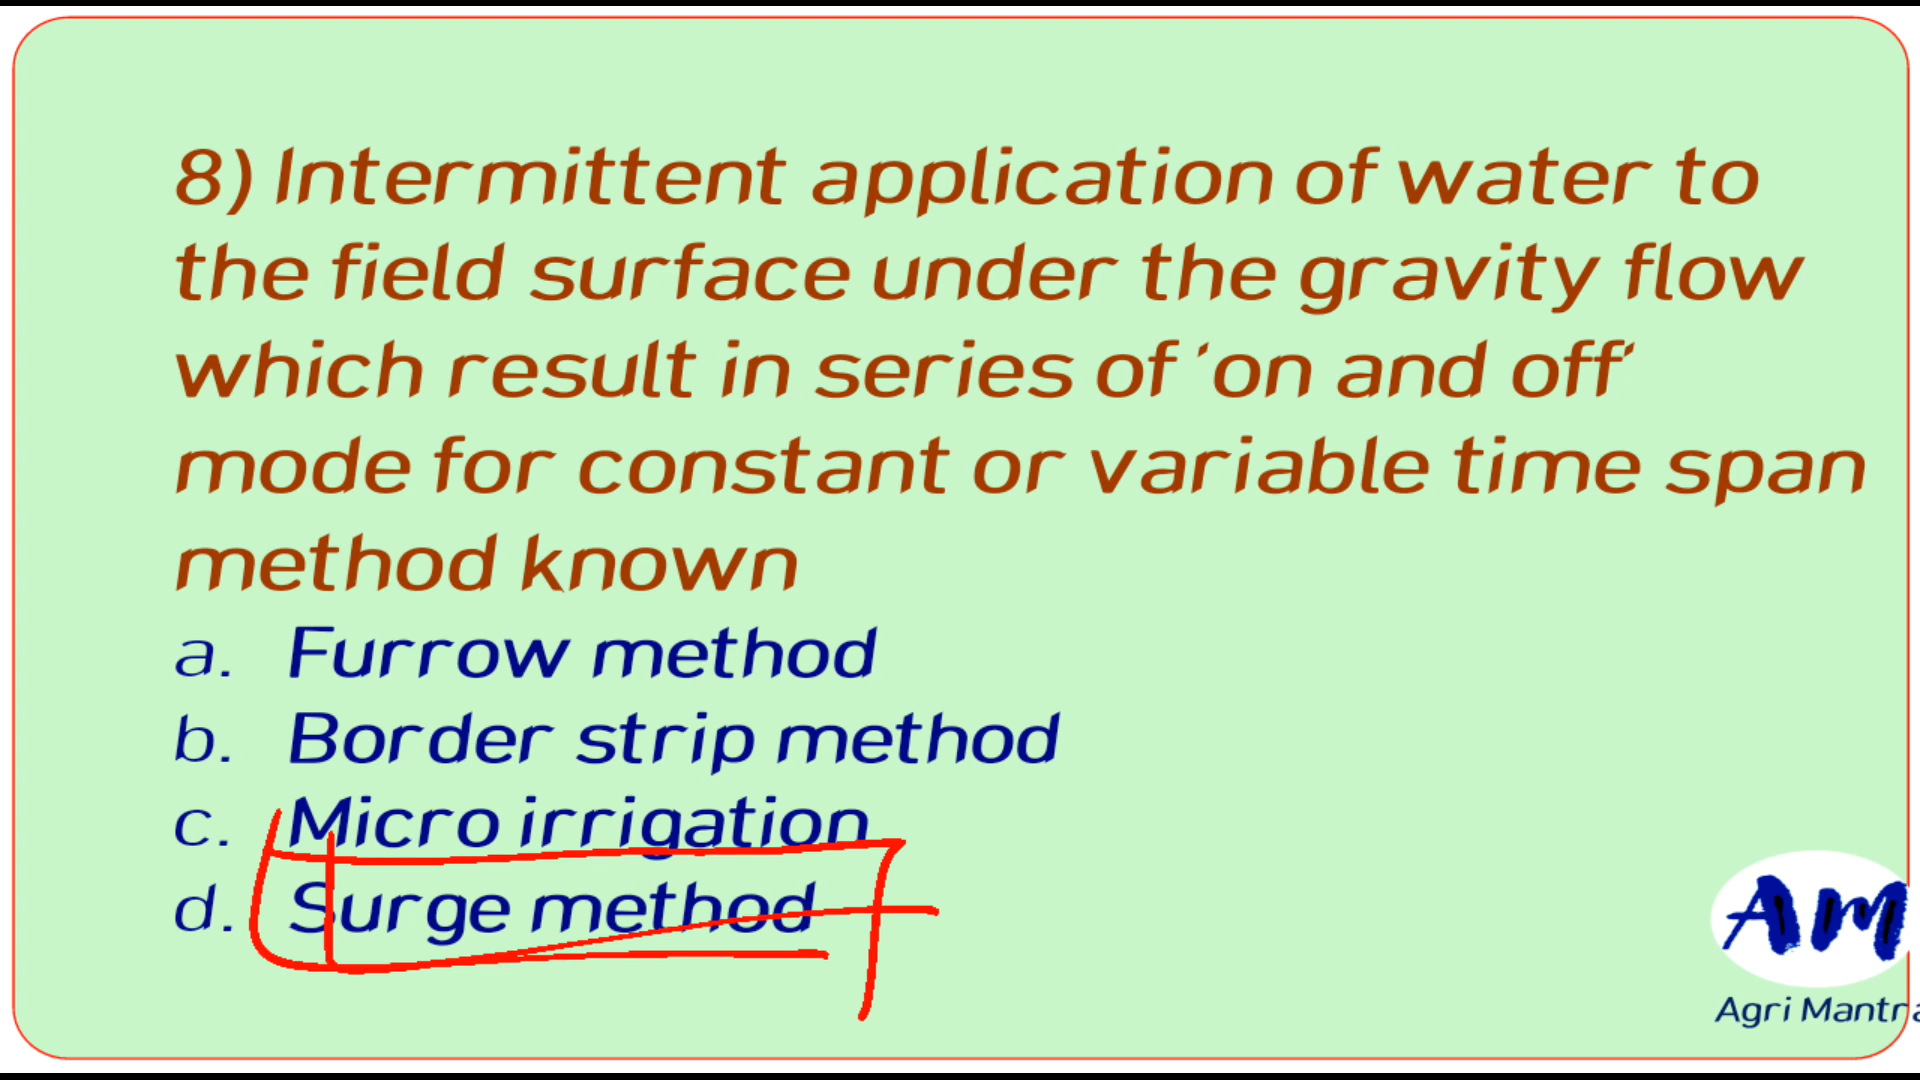 8) Intermittent application of water to
the field surface under the gravity flow
which result in series of 'on and off'
mode for constant or variable time span
method known
a. Furrow method
b. Border strip method
c. Micro irrigation
d. Surge method
AM
Agri Mantra